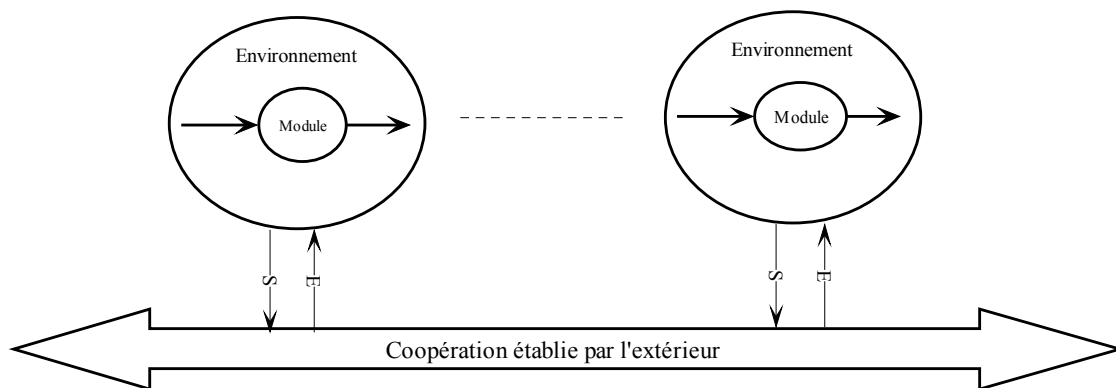 Environnement
Module
Environnement
Module
S
E
S
E
Coopération établie par l'extérieur